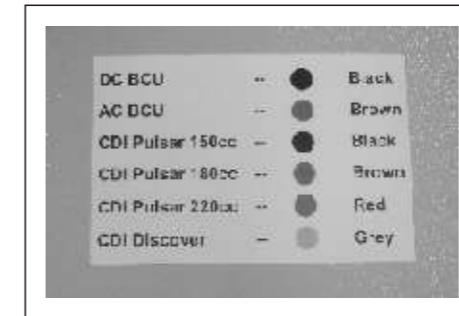 DC BCU -- Black
AC BCU -- Brown
CDI Pulsar 150cc -- Black
CDI Pulsar 180cc -- Brown
CDI Pulsar 220cc -- Red
CDI Discover -- Grey